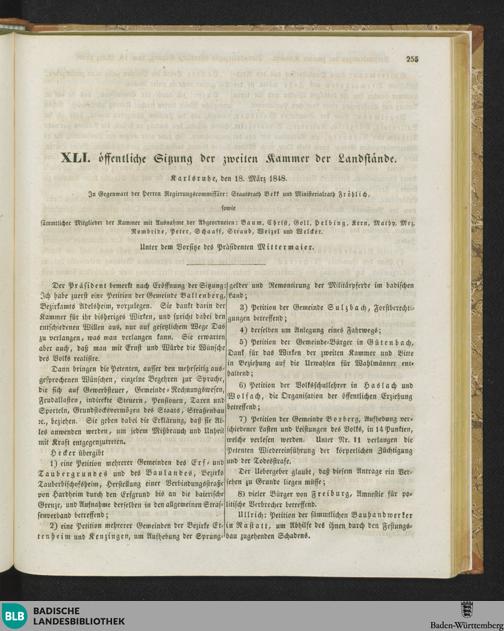 255
XLI. öffentliche Sitzung der zweiten Kammer der Landstände.
Karlsruhe, den 18. März 1848.
In Gegenwart der Herren Regierungscommissäre: Staatsrath Bekk und Ministerialrath Fröhlich,
sowie
sämmtlicher Mitglieder der Kammer mit Ausnahme der Abgeordneten: Baum, Christ, Goll, Helbing, Kern, Mathy, Mez,
Rombride, Peter, Schaaff, Straub, Weizel und Welcker.
Unter dem Vorsitze des Präsidenten Mittermaier.
Der Präsident bemerkt nach Eröffnung der Sitzung:
Ich habe zuerst eine Petition der Gemeinde Ballenberg,
Bezirksamts Adelsheim, vorzulegen. Sie dankt darin der
Kammer für ihr bisheriges Wirken, und spricht dabei den
entschiedenen Willen aus, nur auf gesetzlichem Wege Das
zu verlangen, was man verlangen kann. Sie erwarten
aber auch, daß man mit Ernst und Würde die Wünsche
des Volks realisire.
Dann bringen die Petenten, ausser den mehrseitig aus-
gesprochenen Wünschen, einzelne Begehren zur Sprache,
die sich auf Gewerbsteuer, Gemeinde-Rechnungswesen,
Feudallasten, indirekte Steuern, Pensionen, Taxen und
Sporteln, Grundstocksvermögen des Staats, Straßenbau
ꝛc. beziehen. Sie geben dabei die Erklärung, daß sie Al-
les anwenden werden, um jedem Mißbrauch und Unheil
mit Kraft entgegenzutreten.
Hecker übergibt
1) eine Petition mehrerer Gemeinden des Erf- und
Taubergrundes und des Baulandes, Bezirks
Tauberbischofsheim, Herstellung einer Verbindungsstraße
von Hardheim durch den Erfgrund bis an die baierische
Grenze, und Aufnahme derselben in den allgemeinen Stras-
senverband betreffend;
2) eine Petition mehrerer Gemeinden der Bezirke Et-
tenheim und Kenzingen, um Aufhebung der Sprung-
gelder und Remontirung der Militärpferde im badischen
Land;
3) Petition der Gemeinde Sulzbach, Forstberechti-
gungen betreffend;
4) derselben um Anlegung eines Fahrwegs;
5) Petition der Gemeinde-Bürger in Gütenbach,
Dank für das Wirken der zweiten Kammer und Bitte
in Beziehung auf die Urwahlen für Wahlmänner ent-
haltend;
6) Petition der Volksschullehrer in Haslach und
Wolfach, die Organisation der öffentlichen Erziehung
betreffend;
7) Petition der Gemeinde Boxberg, Aufhebung ver-
schiedener Lasten und Leistungen des Volks, in 14 Punkten,
welche verlesen werden. Unter Nr. 11 verlangen die
Petenten Wiedereinführung der körperlichen Züchtigung
und der Todesstrafe.
Der Uebergeber glaubt, daß diesem Antrage ein Ver-
sehen zu Grunde liegen müsse;
8) vieler Bürger von Freiburg, Amnestie für po-
litische Verbrecher betreffend.
Ullrich: Petition der sämmtlichen Bauhandwerker
in Rastatt, um Abhilfe des ihnen durch den Festungs-
bau zugehenden Schadens.
BLB
BADISCHE
LANDESBIBLIOTHEK
Baden-Württemberg